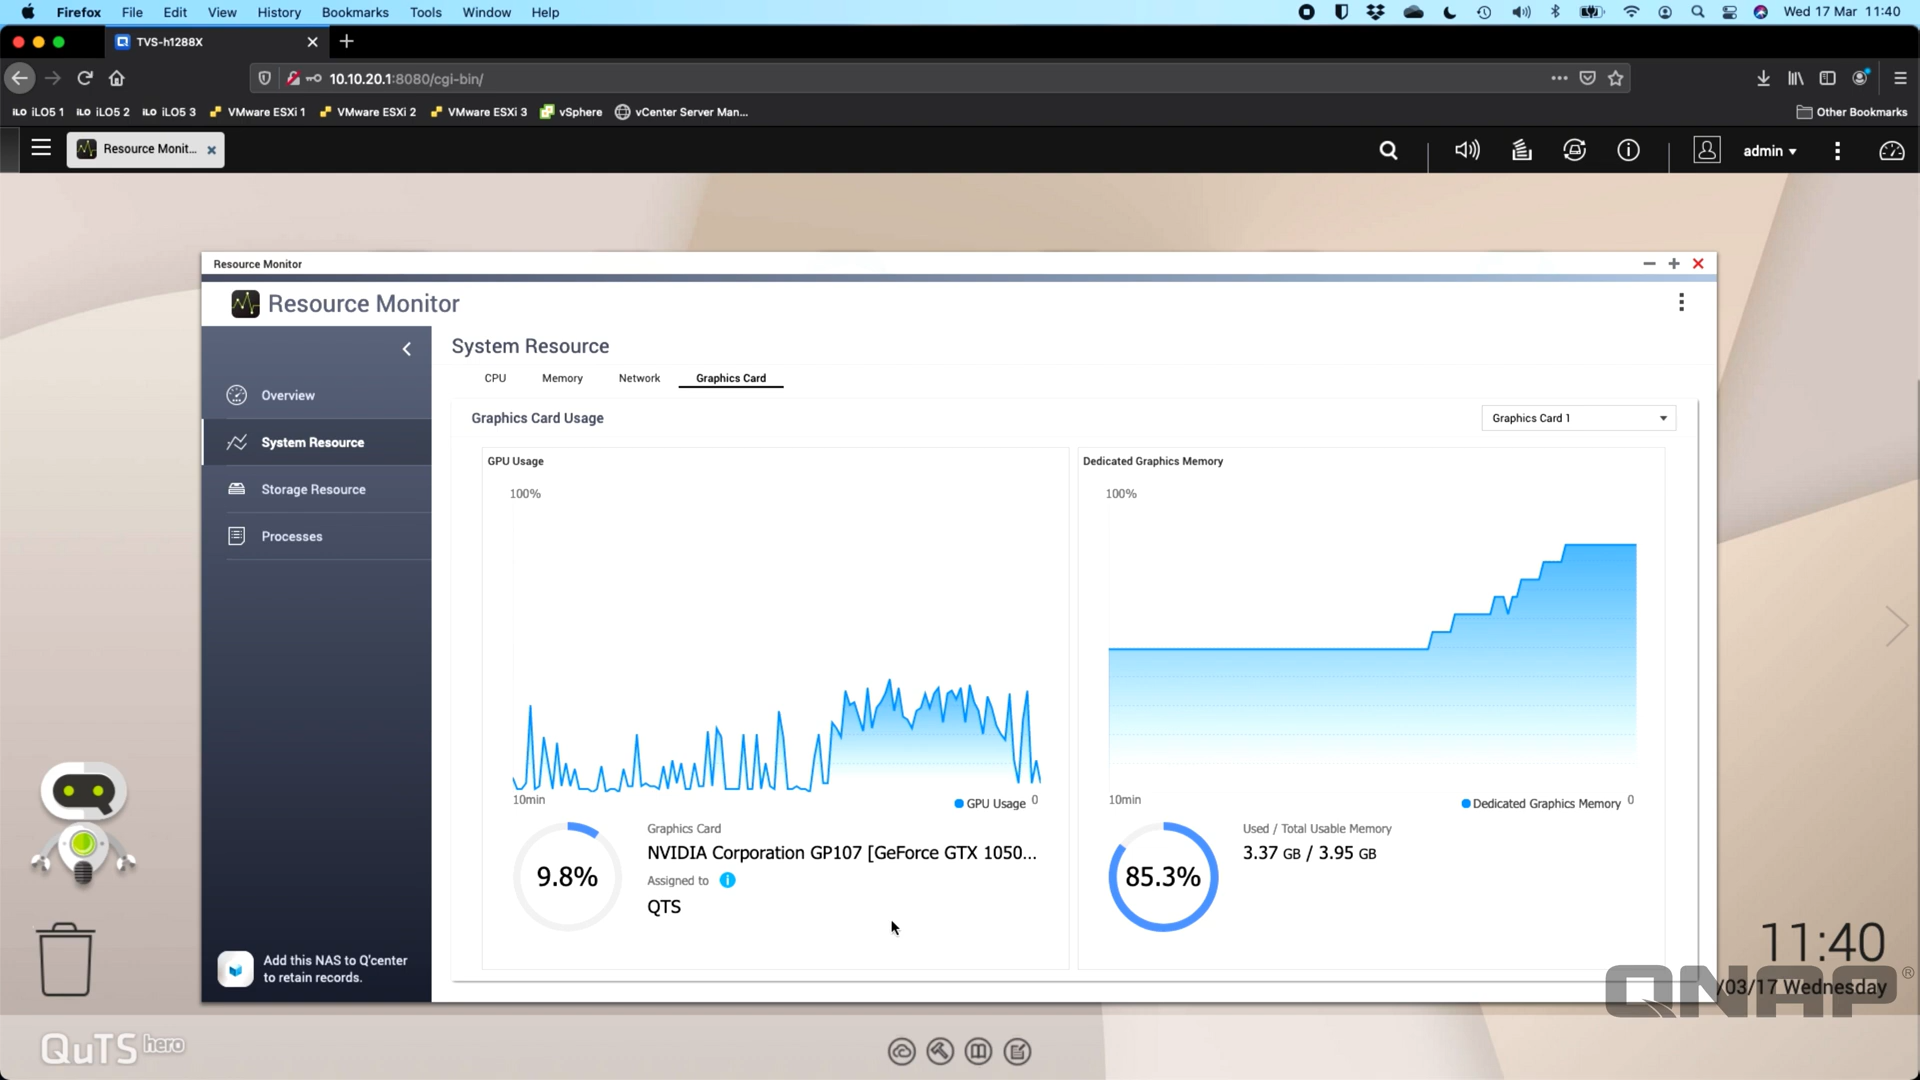 Firefox File Edit View History Bookmarks Tools Window Help Wed 17 Mar 11:40
TVS-h1288X
10.10.20.1:8080/cgi-bin/
iLO iLO5 1 iLO iLO5 2 iLO iLO5 3 VMware ESXi 1 VMware ESXi 2 VMware ESXi 3 vSphere vCenter Server Man... Other Bookmarks
Resource Monit... admin
Resource Monitor
Resource Monitor
System Resource
CPU Memory Network Graphics Card
Overview
System Resource
Storage Resource
Processes
Add this NAS to Q'center
to retain records.
Graphics Card Usage Graphics Card 1
GPU Usage
100%
10min GPU Usage 0
9.8%
Graphics Card
NVIDIA Corporation GP107 [GeForce GTX 1050...
Assigned to
QTS
Dedicated Graphics Memory
100%
10min Dedicated Graphics Memory 0
85.3%
Used / Total Usable Memory
3.37 GB / 3.95 GB
11:40
/03/17 Wednesday
QNAP®
QuTS hero